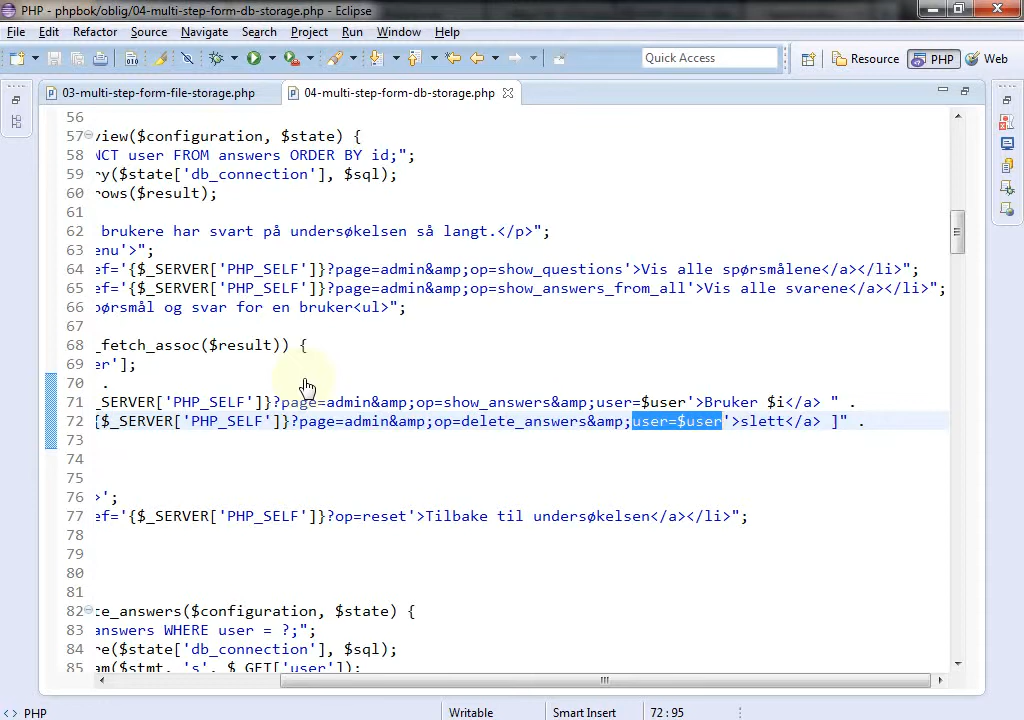 PHP - phpbok/oblig/04-multi-step-form-db-storage.php - Eclipse
File Edit Refactor Source Navigate Search Project Run Window Help
Quick Access Resource PHP Web
03-multi-step-form-file-storage.php 04-multi-step-form-db-storage.php
56
57 view($configuration, $state) {
58 NCT user FROM answers ORDER BY id;";
59 ry($state['db_connection'], $sql);
60 rows($result);
61
62 brukere har svart på undersøkelsen så langt.</p>";
63 enu'>";
64 ef='{$_SERVER['PHP_SELF']}?page=admin&amp;op=show_questions'>Vis alle spørsmålene</a></li>";
65 ef='{$_SERVER['PHP_SELF']}?page=admin&amp;op=show_answers_from_all'>Vis alle svarene</a></li>";
66 pørsmål og svar for en bruker<ul>";
67
68 _fetch_assoc($result)) {
69 er'];
70 .
71 _SERVER['PHP_SELF']}?page=admin&amp;op=show_answers&amp;user=$user'>Bruker $i</a> " .
72 {$_SERVER['PHP_SELF']}?page=admin&amp;op=delete_answers&amp;user=$user'>slett</a> ]" .
73
74
75
76 >';
77 ef='{$_SERVER['PHP_SELF']}?op=reset'>Tilbake til undersøkelsen</a></li>";
78
79
80
81
82 te_answers($configuration, $state) {
83 answers WHERE user = ?;";
84 re($state['db_connection'], $sql);
85 am($stmt, 's', $_GET['user']);
PHP Writable Smart Insert 72 : 95